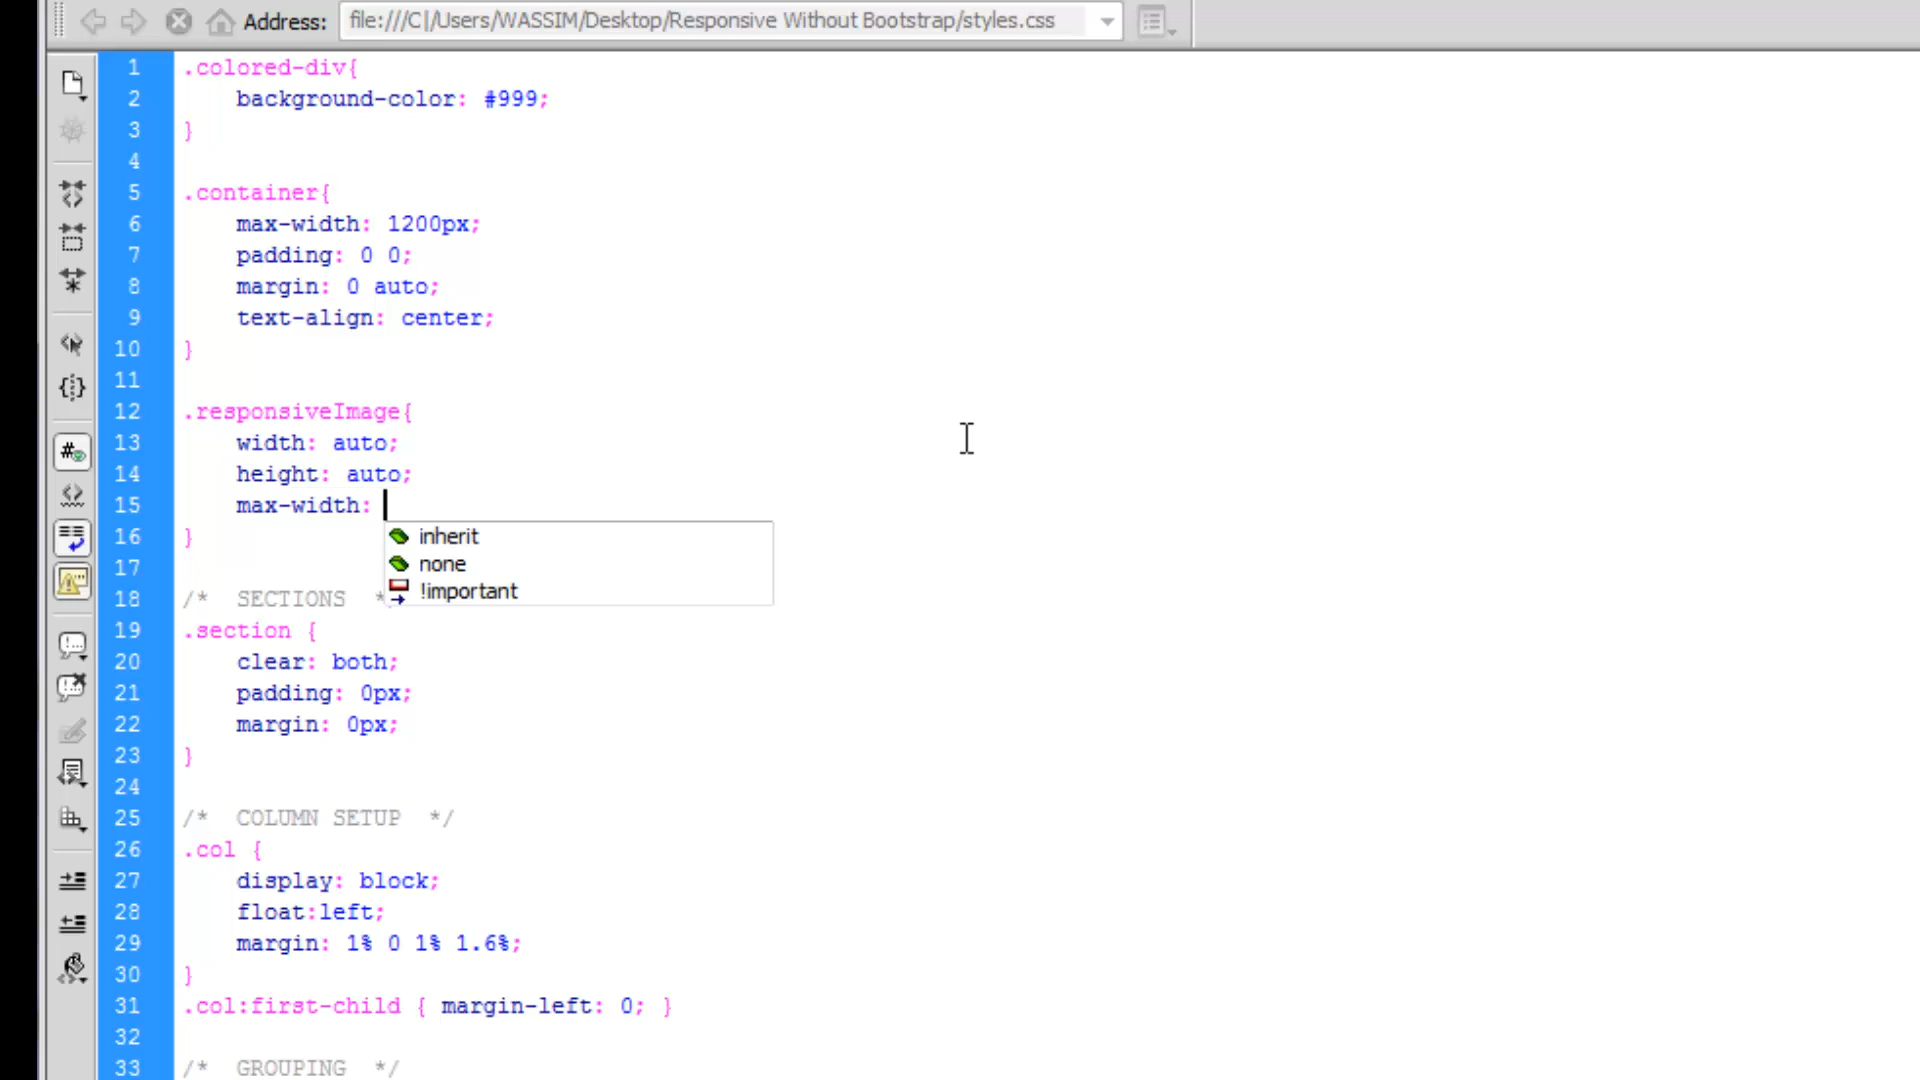 Address: file:///C|/Users/WASSIM/Desktop/Responsive Without Bootstrap/styles.css
1 .colored-div{
2 background-color: #999;
3 }
4
5 .container{
6 max-width: 1200px;
7 padding: 0 0;
8 margin: 0 auto;
9 text-align: center;
10 }
11
12 .responsiveImage{
13 width: auto;
14 height: auto;
15 max-width:
16 }
inherit
17
none
18 /* SECTIONS *
!important
19 .section {
20 clear: both;
21 padding: 0px;
22 margin: 0px;
23 }
24
25 /* COLUMN SETUP */
26 .col {
27 display: block;
28 float:left;
29 margin: 1% 0 1% 1.6%;
30 }
31 .col:first-child { margin-left: 0; }
32
33 /* GROUPING */